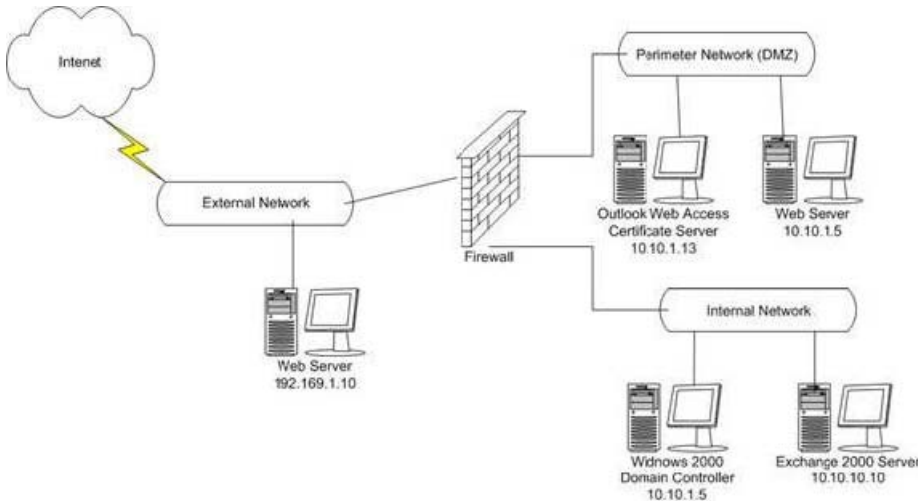 Intenet
Perimeter Network (DMZ)
External Network
Outlook Web Access
Certificate Server
10.10.1.13
Web Server
10.10.1.5
Firewall
Internal Network
Web Server
192.169.1.10
Widnows 2000
Domain Controller
10.10.1.5
Exchange 2000 Server
10.10.10.10